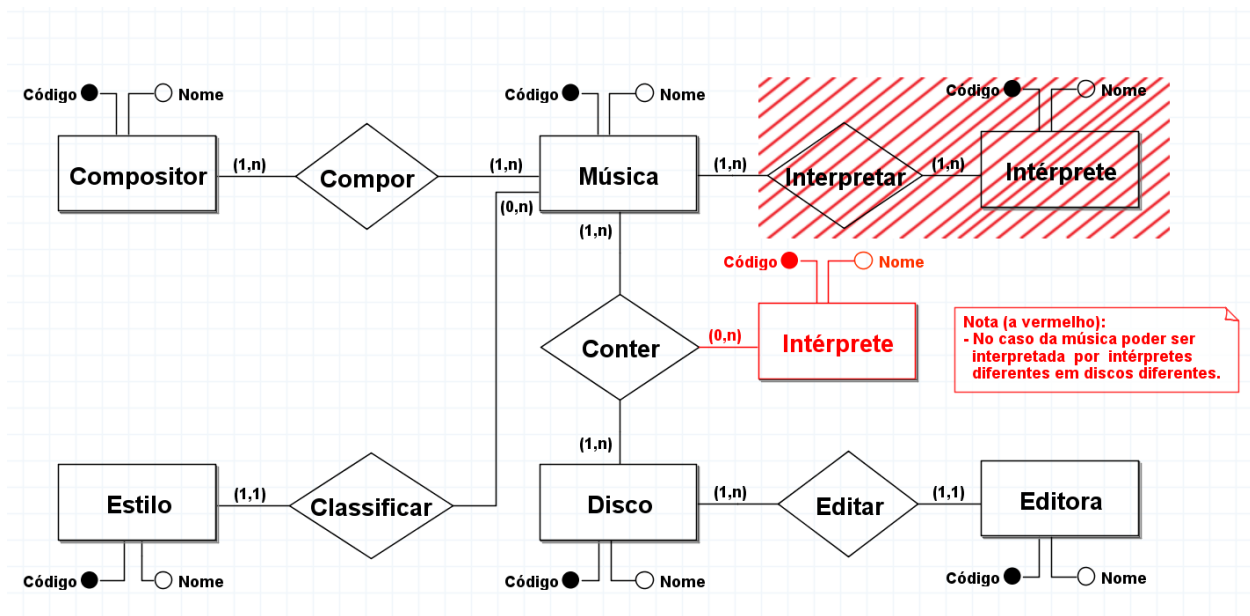 Código Nome Código Nome Código Nome
Compositor (1,n) Compor (1,n) Música (1,n) Interpretar (1,n) Intérprete
(0,n)
(1,n)
Código Nome
Conter (0,n) Intérprete
Nota (a vermelho):
- No caso da música poder ser
interpretada por intérpretes
diferentes em discos diferentes.
(1,n)
Estilo (1,1) Classificar Disco (1,n) Editar (1,1) Editora
Código Nome Código Nome Código Nome